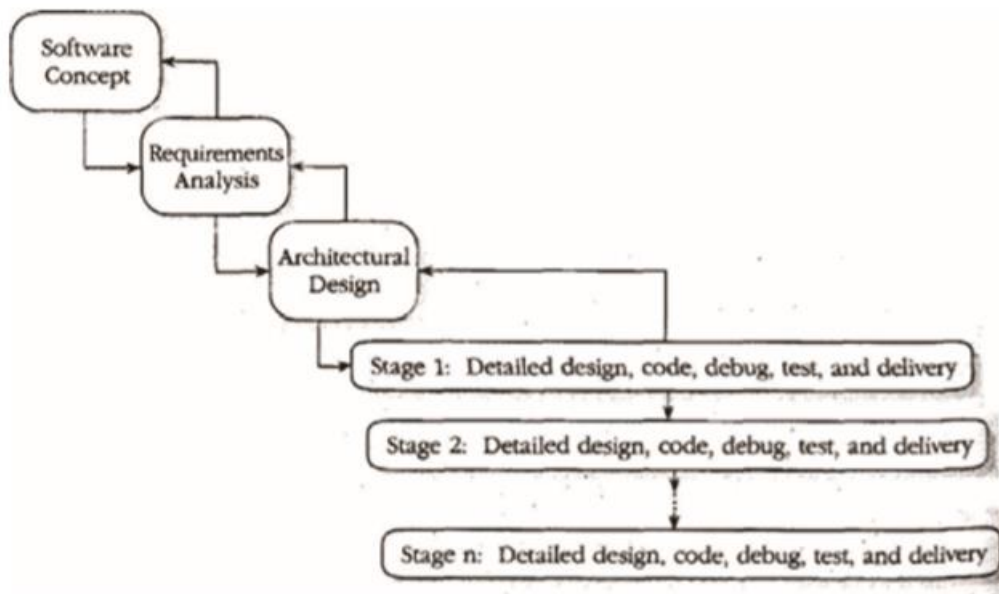 Software
Concept
Requirements
Analysis
Architectural
Design
Stage 1: Detailed design, code, debug, test, and delivery
Stage 2: Detailed design, code, debug, test, and delivery
Stage n: Detailed design, code, debug, test, and delivery